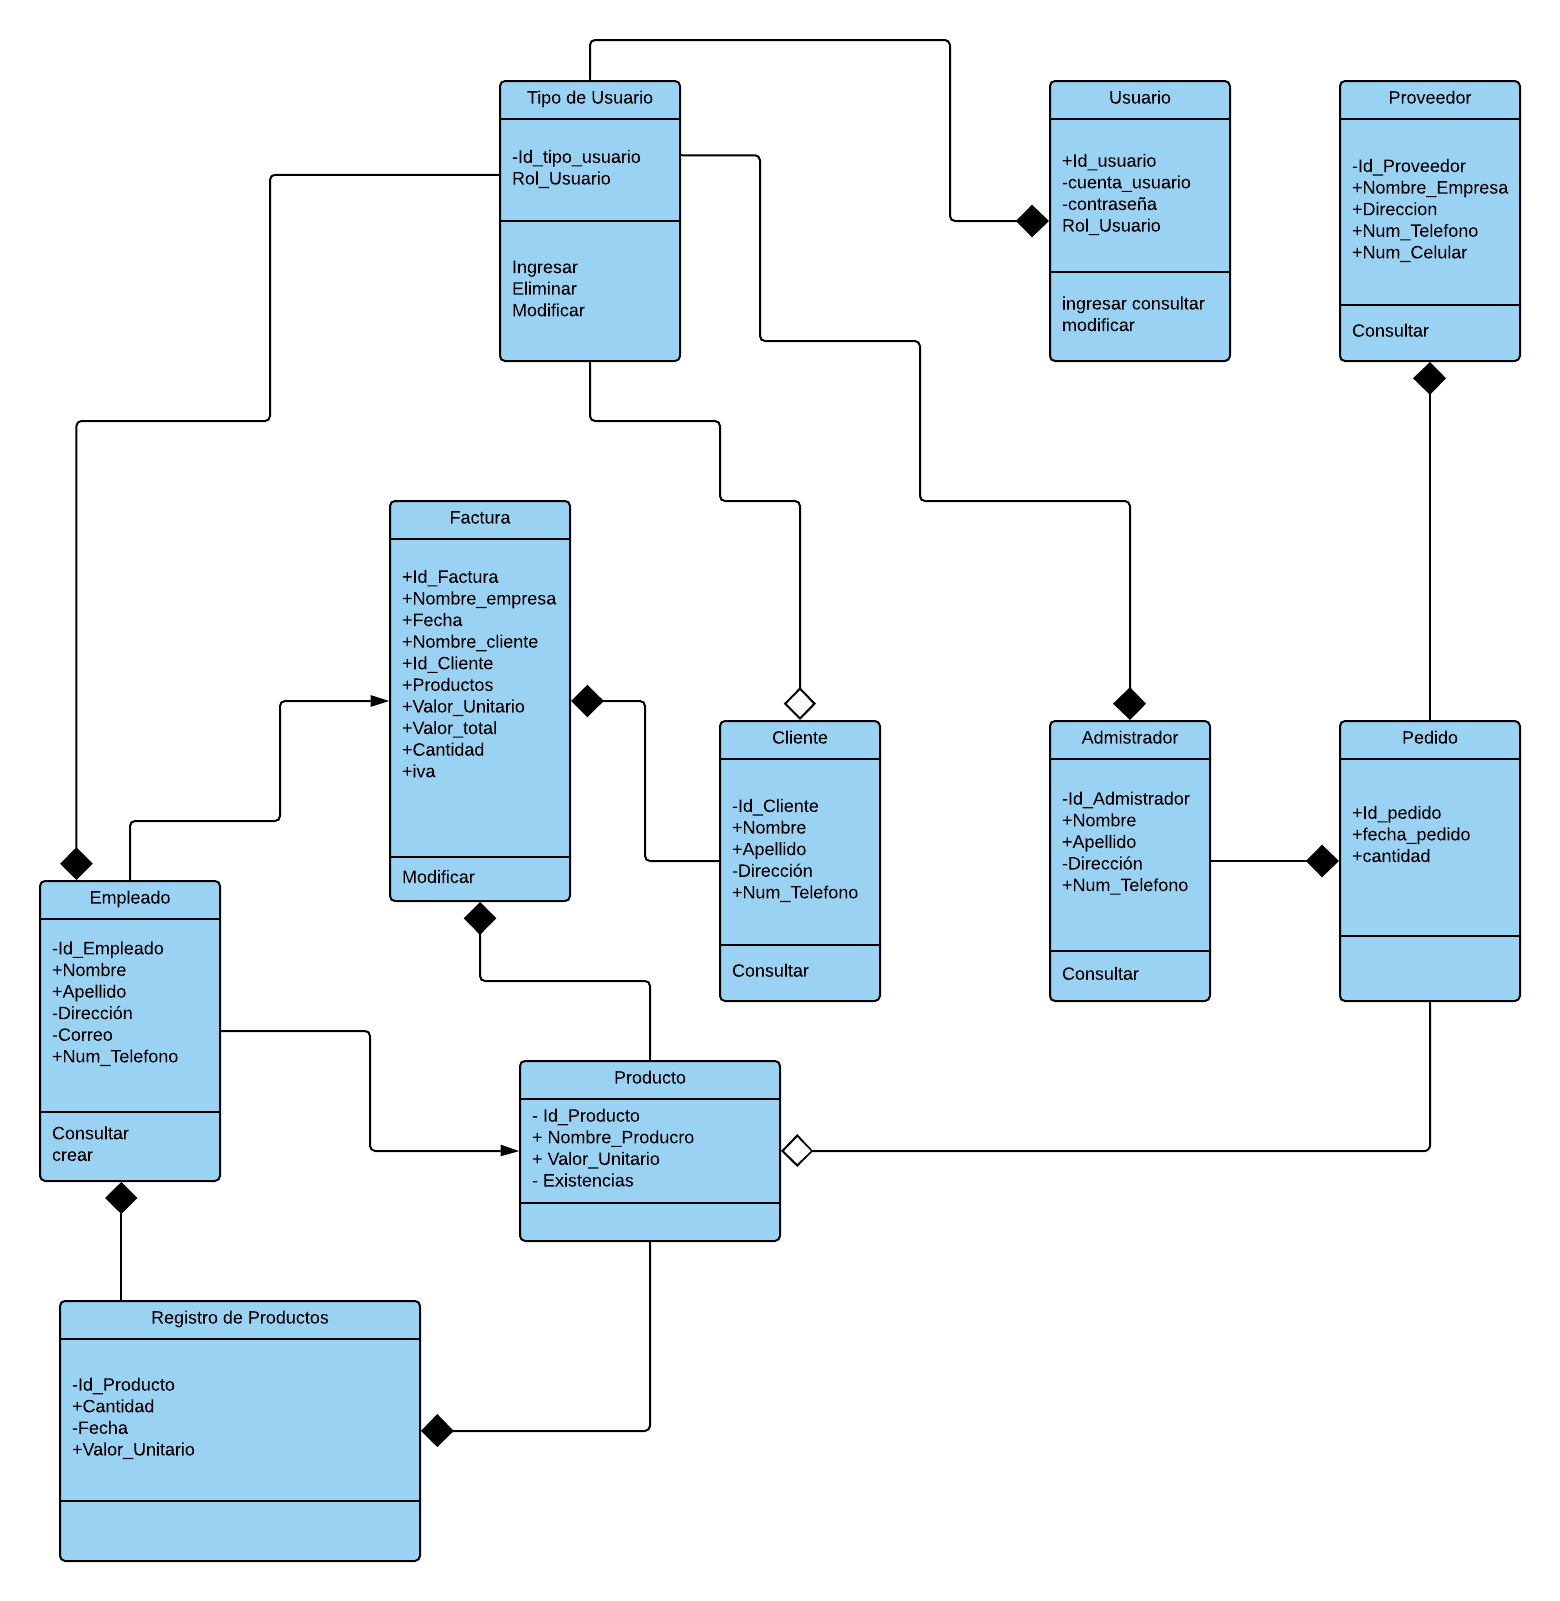 Tipo de Usuario
-Id_tipo_usuario
Rol_Usuario
Ingresar
Eliminar
Modificar
Usuario
+Id_usuario
-cuenta_usuario
-contraseña
Rol_Usuario
ingresar consultar
modificar
Proveedor
-Id_Proveedor
+Nombre_Empresa
+Direccion
+Num_Telefono
+Num_Celular
Consultar
Factura
+Id_Factura
+Nombre_empresa
+Fecha
+Nombre_cliente
+Id_Cliente
+Productos
+Valor_Unitario
+Valor_total
+Cantidad
+iva
Modificar
Cliente
-Id_Cliente
+Nombre
+Apellido
-Dirección
+Num_Telefono
Consultar
Admistrador
-Id_Admistrador
+Nombre
+Apellido
-Dirección
+Num_Telefono
Consultar
Pedido
+Id_pedido
+fecha_pedido
+cantidad
Empleado
-Id_Empleado
+Nombre
+Apellido
-Dirección
-Correo
+Num_Telefono
Consultar
crear
Producto
- Id_Producto
+ Nombre_Producro
+ Valor_Unitario
- Existencias
Registro de Productos
-Id_Producto
+Cantidad
-Fecha
+Valor_Unitario